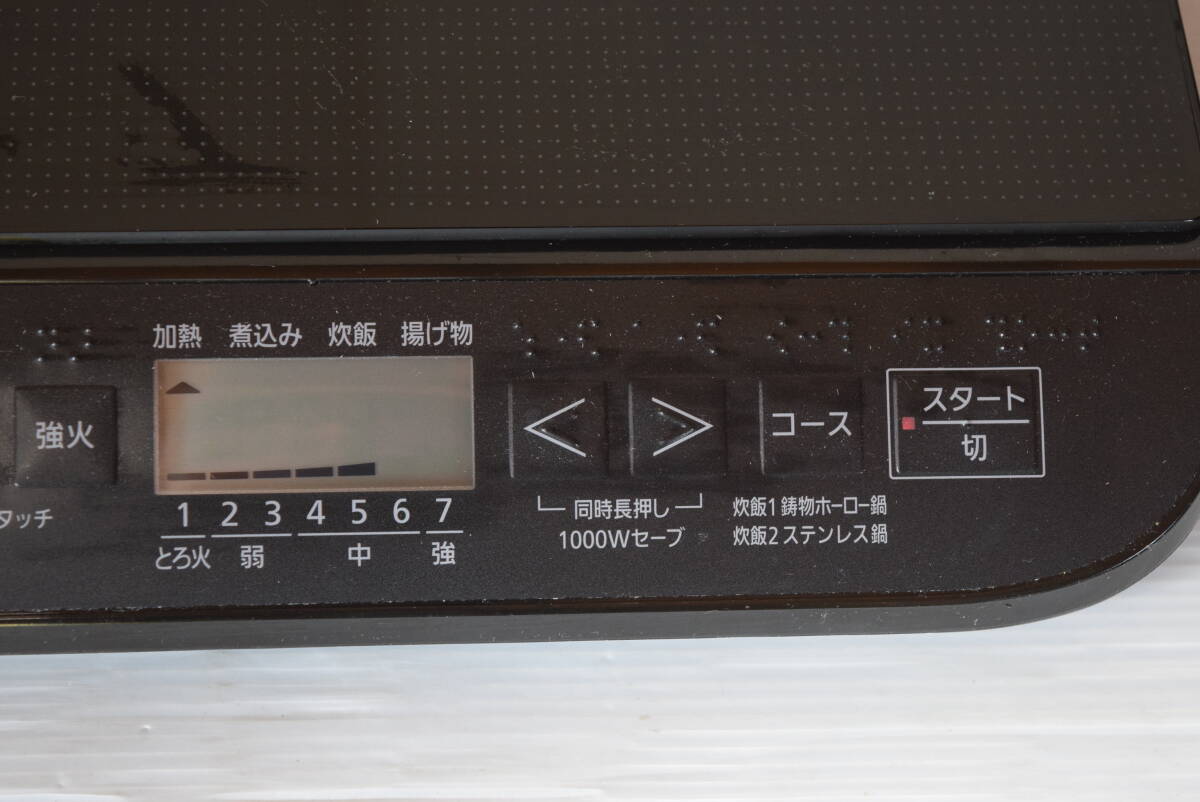 加熱 煮込み 炊飯 揚げ物
強火
タッチ
1 2 3 4 5 6 7
とろ火 弱 中 強
< >
同時長押し
1000Wセーブ
コース
炊飯1 鋳物ホーロー鍋
炊飯2 ステンレス鍋
スタート
切